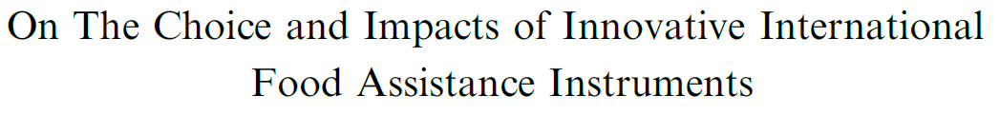 On The Choice and Impacts of Innovative International
Food Assistance Instruments